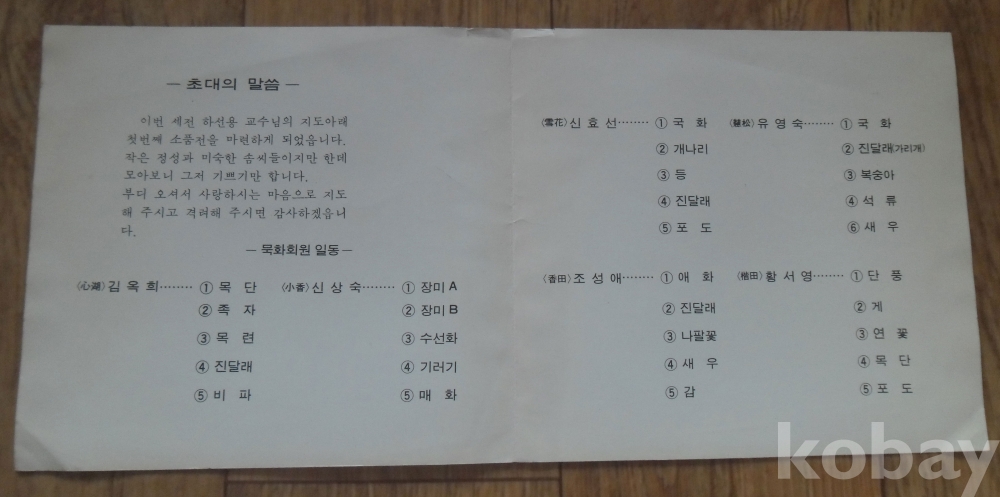 ― 초대의 말씀 ―
이번 세전 하선용 교수님의 지도아래
첫번째 소품전을 마련하게 되었읍니다.
작은 정성과 미숙한 솜씨들이지만 한데
모아보니 그저 기쁘기만 합니다.
부디 오셔서 사랑하시는 마음으로 지도
해 주시고 격려해 주시면 감사하겠읍니
다.
― 묵화회원 일동 ―
〈心湖〉김 옥 희········ ① 목 단
② 족 자
③ 목 련
④ 진달래
⑤ 비 파
〈小香〉신 상 숙········ ① 장미 A
② 장미 B
③ 수선화
④ 기러기
⑤ 매 화
〈雪花〉신 효 선········ ① 국 화
② 개나리
③ 등
④ 진달래
⑤ 포 도
〈慧松〉유 영 숙········ ① 국 화
② 진달래(가리개)
③ 복숭아
④ 석 류
⑥ 새 우
〈香田〉조 성 애········ ① 애 화
② 진달래
③ 나팔꽃
④ 새 우
⑤ 감
〈楷田〉황 서 영········ ① 단 풍
② 게
③ 연 꽃
④ 목 단
⑤ 포 도
kobay